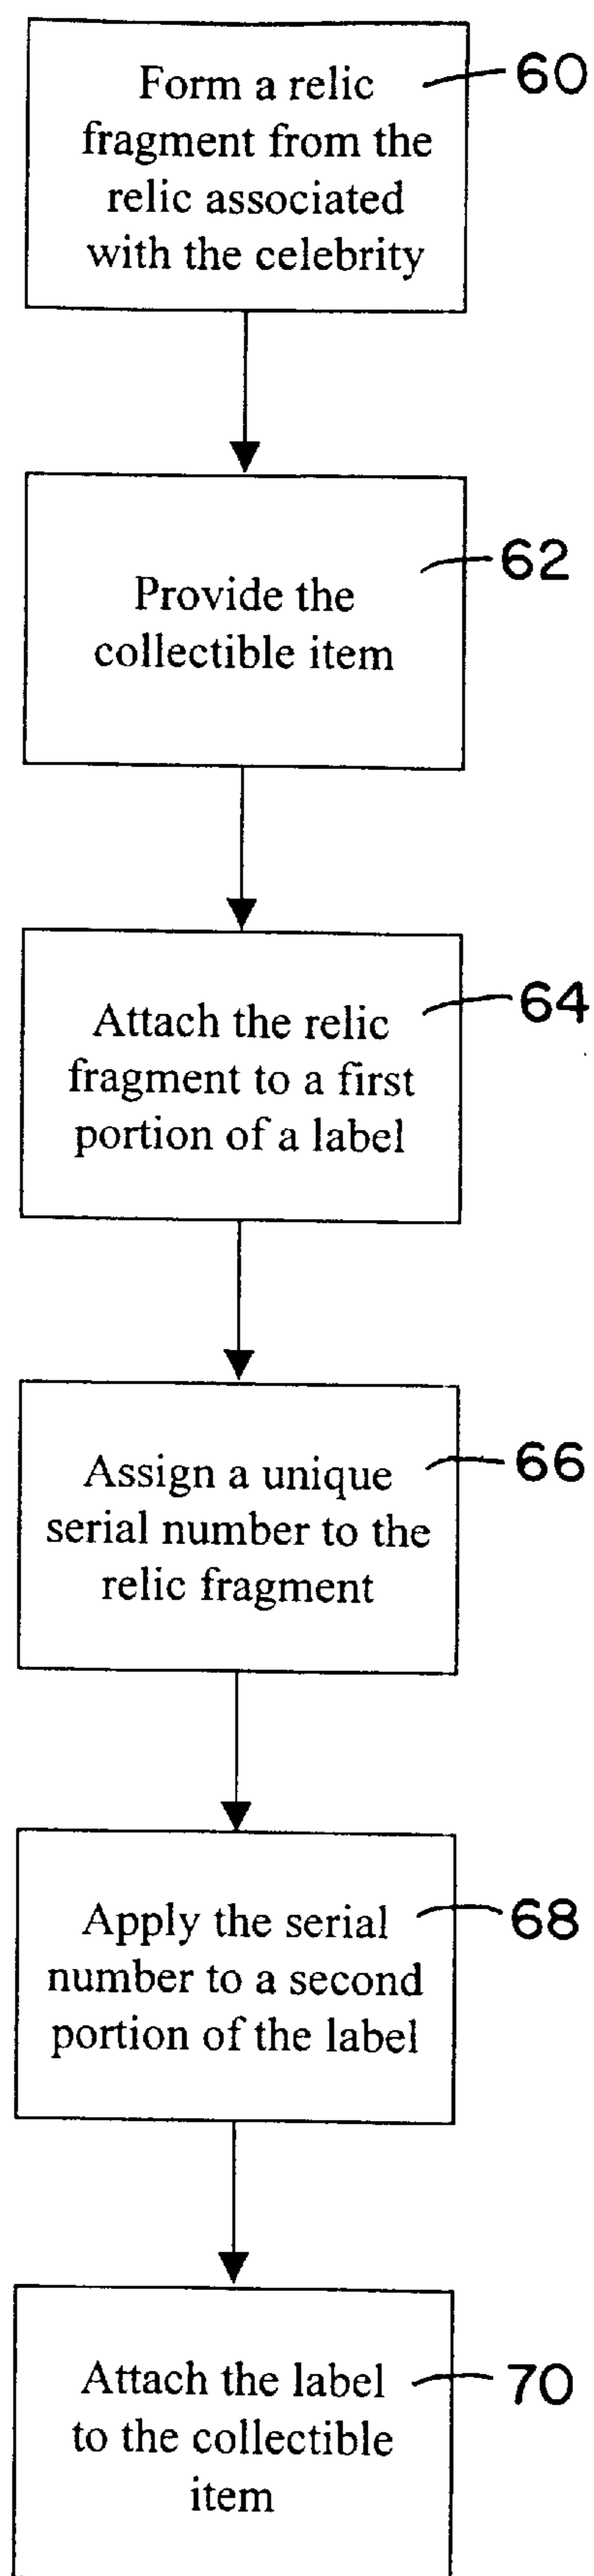 Form a relic
fragment from the
relic associated
with the celebrity
60
Provide the
collectible item
62
Attach the relic
fragment to a first
portion of a label
64
Assign a unique
serial number to the
relic fragment
66
Apply the serial
number to a second
portion of the label
68
Attach the label
to the collectible
item
70